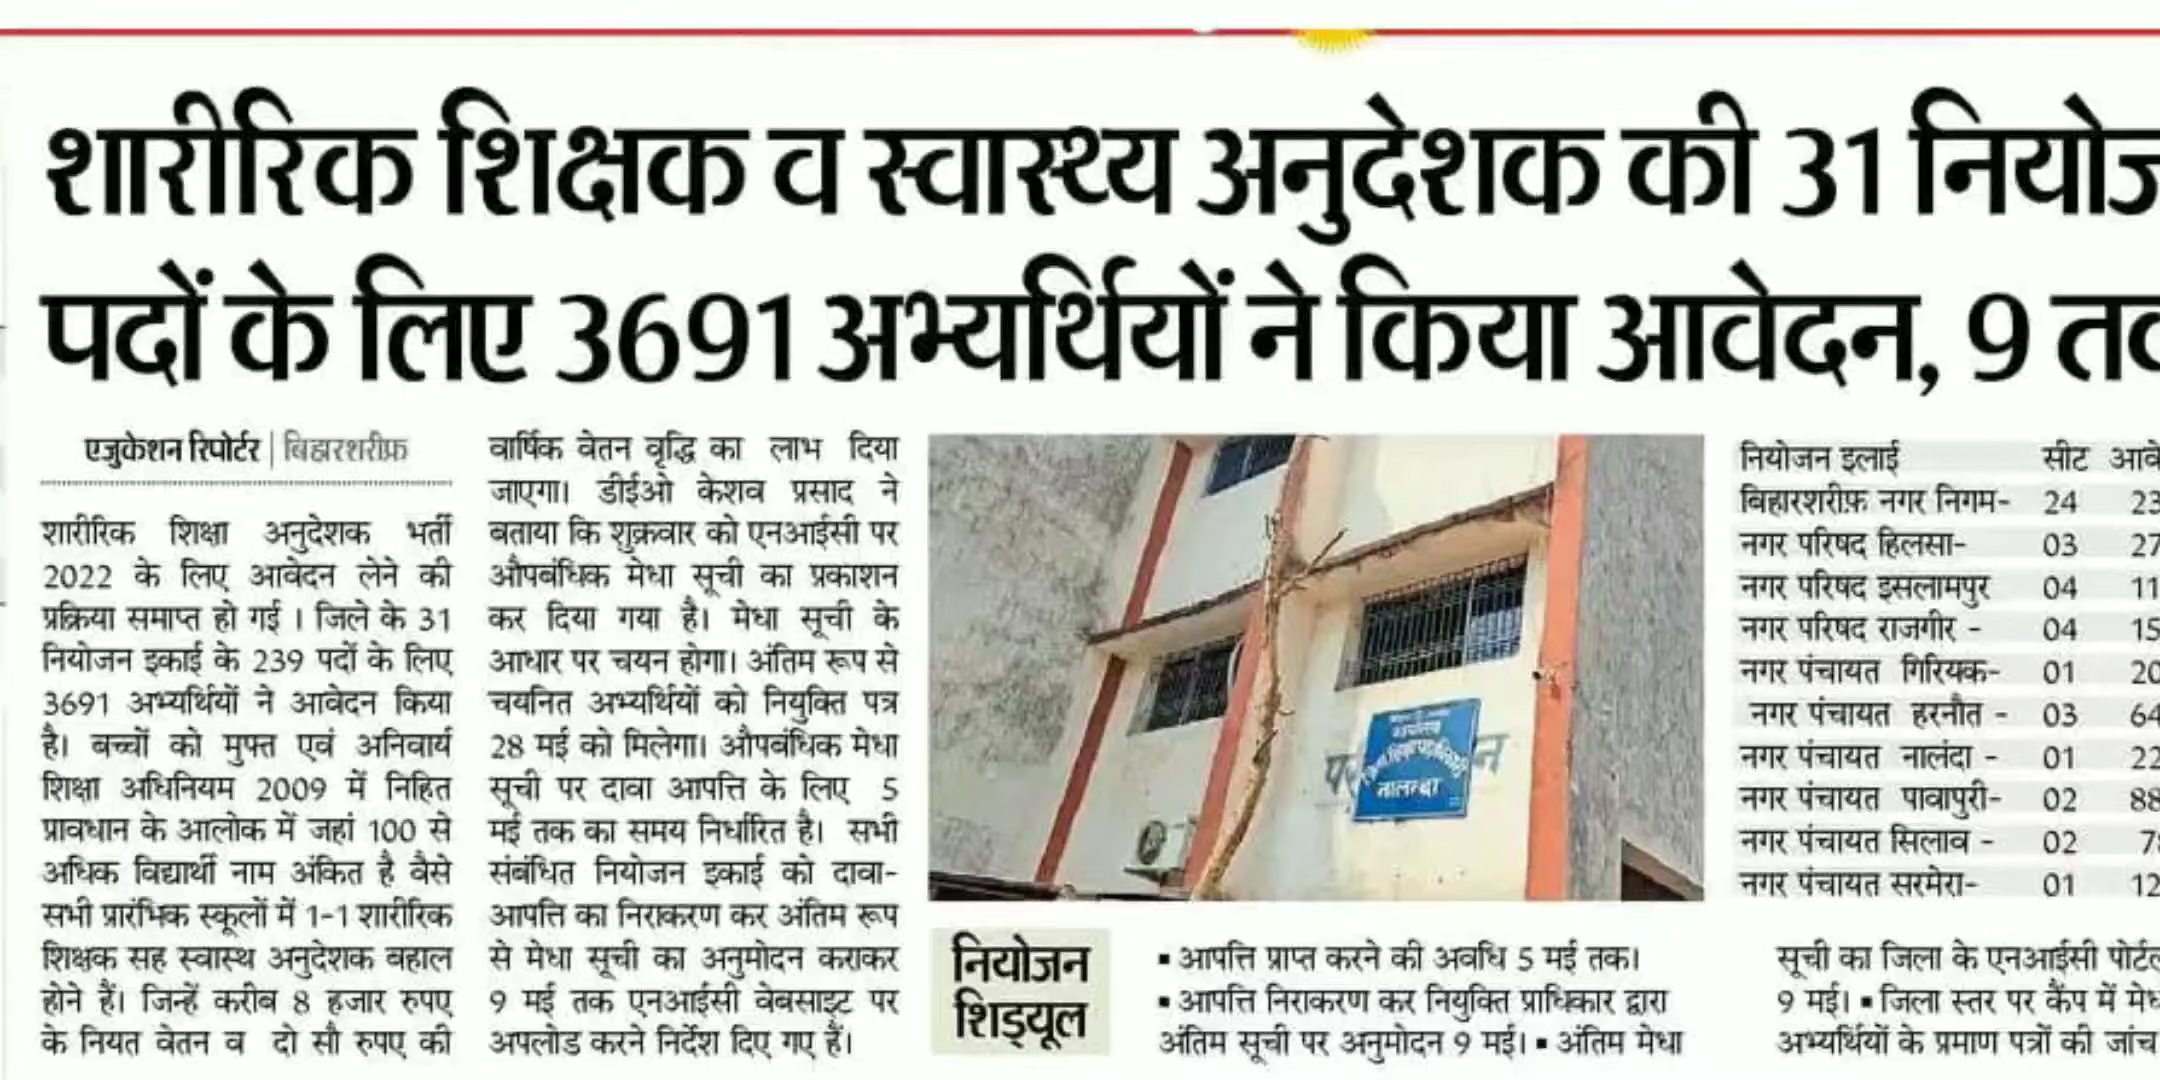 शारीरिक शिक्षक व स्वास्थ्य अनुदेशक की 31
पदों के लिए 3691 अभ्यर्थियों ने किया आवेदन, 9
एजुकेशन रिपोर्टर | बिहारशरीफ़
शारीरिक शिक्षा अनुदेशक भर्ती
2022 के लिए आवेदन लेने की
प्रक्रिया समाप्त हो गई । जिले के 31
नियोजन इकाई के 239 पदों के लिए
3691 अभ्यर्थियों ने आवेदन किया
है। बच्चों को मुफ्त एवं अनिवार्य
शिक्षा अधिनियम 2009 में निहित
प्रावधान के आलोक में जहां 100 से
अधिक विद्यार्थी नाम अंकित है वैसे
सभी प्रारंभिक स्कूलों में 1-1 शारीरिक
शिक्षक सह स्वास्थ अनुदेशक बहाल
होने हैं। जिन्हें करीब 8 हजार रुपए
के नियत वेतन व दो सौ रुपए की
वार्षिक वेतन वृद्धि का लाभ दिया
जाएगा। डीईओ केशव प्रसाद ने
बताया कि शुक्रवार को एनआईसी पर
औपबंधिक मेधा सूची का प्रकाशन
कर दिया गया है। मेधा सूची के
आधार पर चयन होगा। अंतिम रूप से
चयनित अभ्यर्थियों को नियुक्ति पत्र
28 मई को मिलेगा। औपबंधिक मेधा
सूची पर दावा आपत्ति के लिए 5
मई तक का समय निर्धारित है। सभी
संबंधित नियोजन इकाई को दावा-
आपत्ति का निराकरण कर अंतिम रूप
से मेधा सूची का अनुमोदन कराकर
9 मई तक एनआईसी वेबसाइट पर
अपलोड करने निर्देश दिए गए हैं।
नालन्दा
नियोजन इलाई सीट
बिहारशरीफ़ नगर निगम- 24
नगर परिषद हिलसा- 03
नगर परिषद इसलामपुर 04
नगर परिषद राजगीर - 04
नगर पंचायत गिरियक- 01
नगर पंचायत हरनौत - 03
नगर पंचायत नालंदा - 01
नगर पंचायत पावापुरी- 02
नगर पंचायत सिलाव - 02
नगर पंचायत सरमेरा- 01
नियोजन
शिड्यूल
▪ आपत्ति प्राप्त करने की अवधि 5 मई तक।
▪ आपत्ति निराकरण कर नियुक्ति प्राधिकार द्वारा
अंतिम सूची पर अनुमोदन 9 मई। ▪ अंतिम मेधा
सूची का जिला के एनआईसी
9 मई। ▪ जिला स्तर पर कैंप में
अभ्यर्थियों के प्रमाण पत्रों की जांच